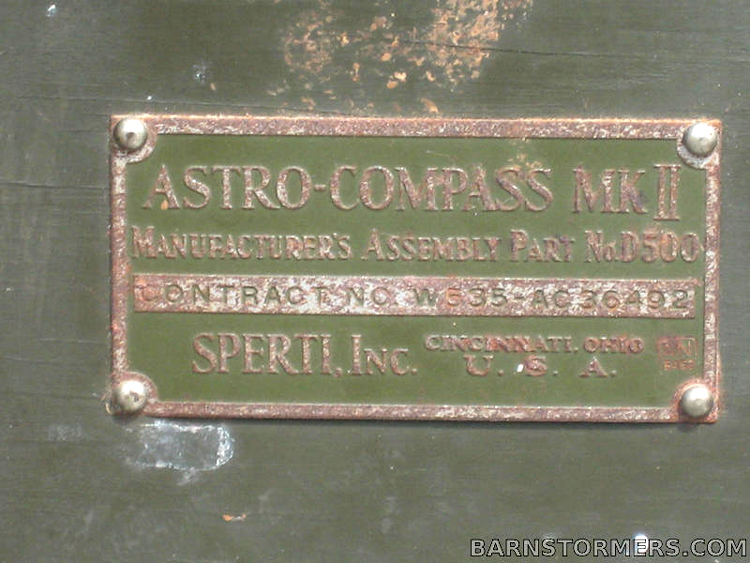 ASTRO-COMPASS MK II
MANUFACTURER'S ASSEMBLY PART NO. D500
CONTRACT NO. W535-AC36492
SPERTI, INC. CINCINNATI, OHIO
U. S. A.
BARNSTORMERS.COM